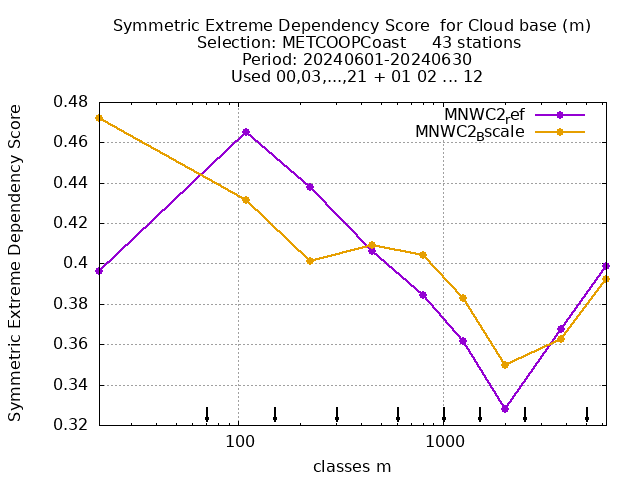 Symmetric Extreme Dependency Score  for Cloud base (m)
Selection: METCOOPCoast     43 stations
Period: 20240601-20240630
Used 00,03,...,21 + 01 02 ... 12
MNWC2ref
MNWC2Bscale
Symmetric Extreme Dependency Score
0.48
0.46
0.44
0.42
0.4
0.38
0.36
0.34
0.32
100
1000
classes m